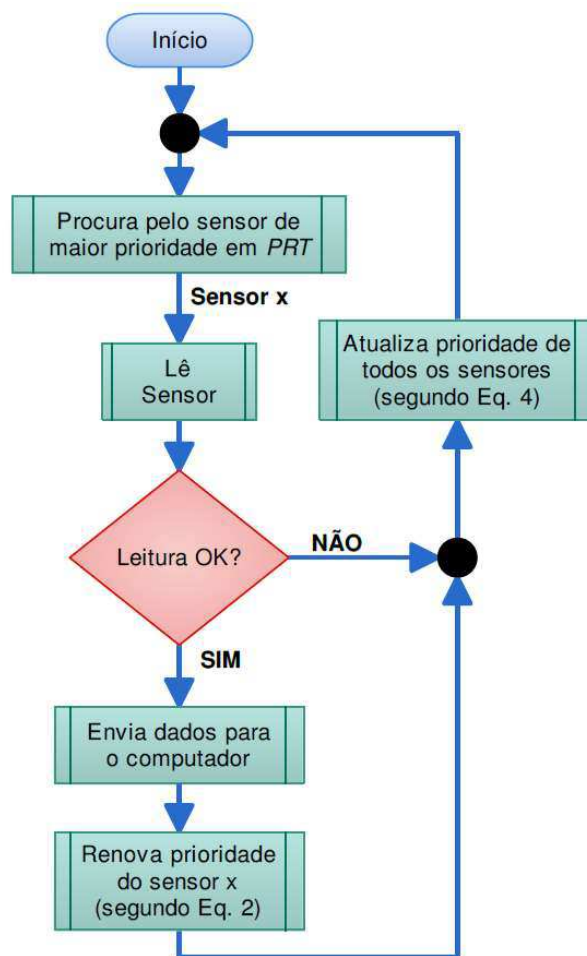 Início
Procura pelo sensor de
maior prioridade em PRT
Sensor x
Lê
Sensor
Atualiza prioridade de
todos os sensores
(segundo Eq. 4)
Leitura OK?
NÃO
SIM
Envia dados para
o computador
Renova prioridade
do sensor x
(segundo Eq. 2)